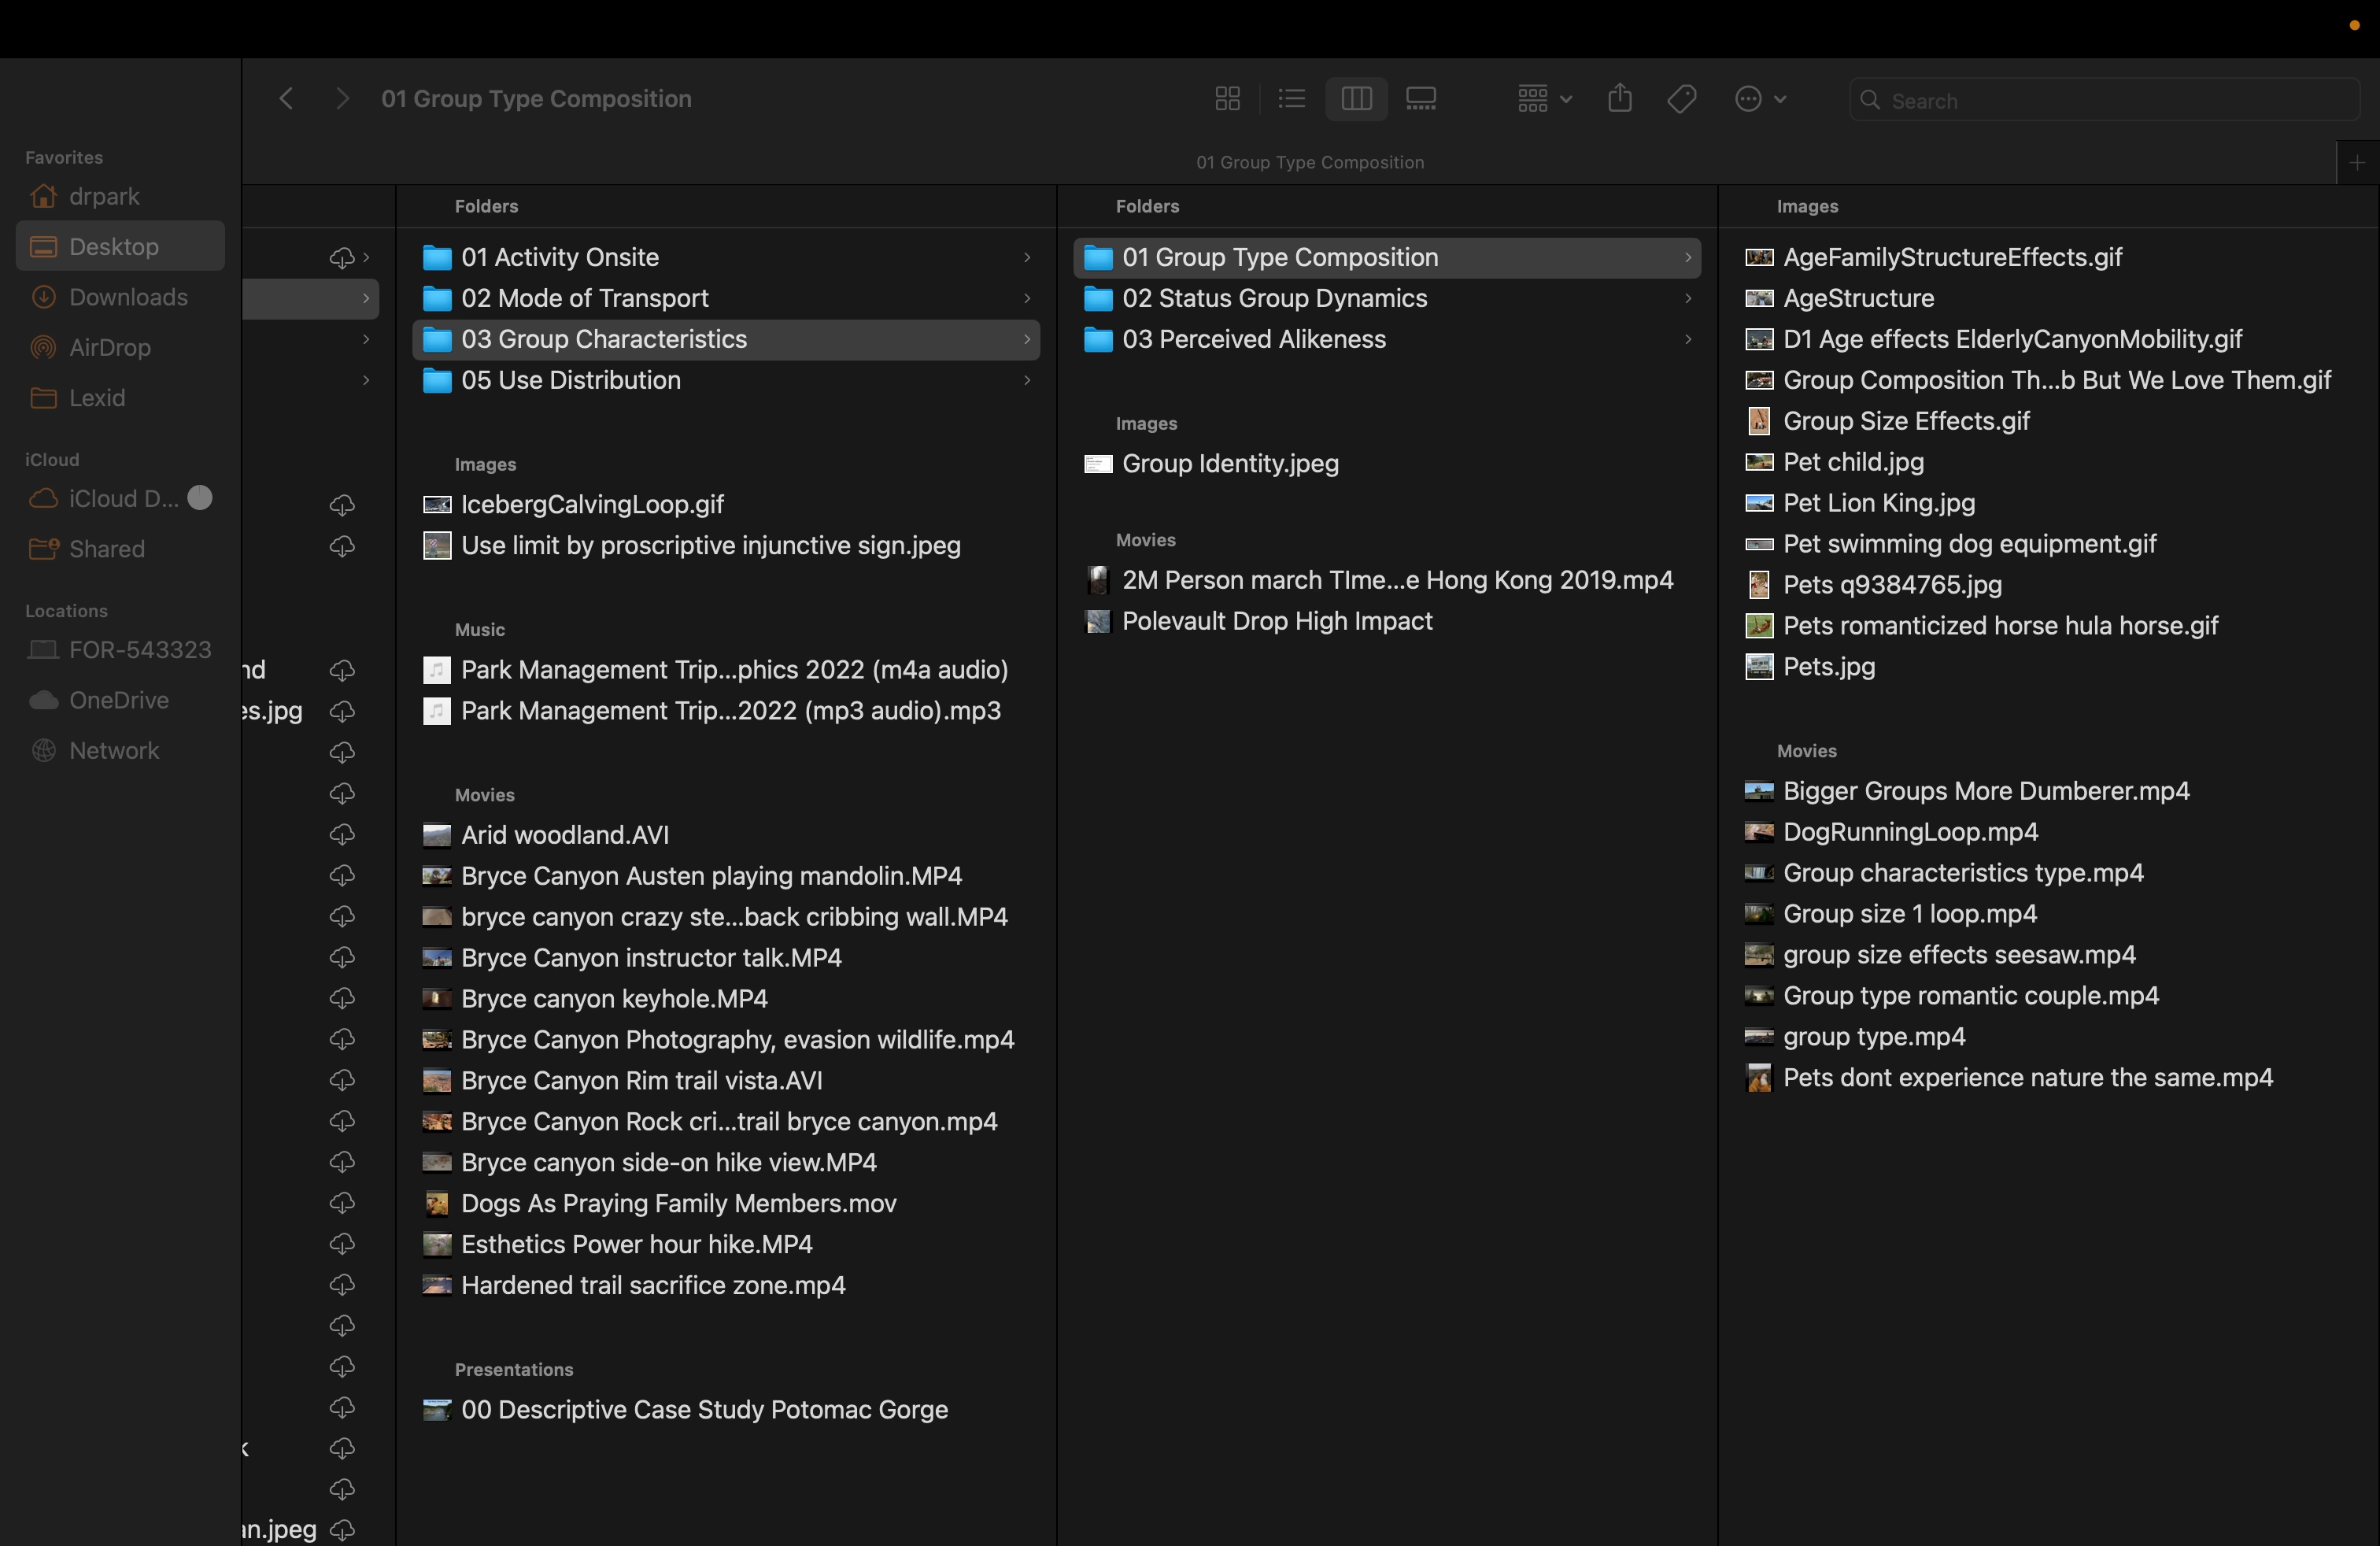 01 Group Type Composition
Search
01 Group Type Composition
Favorites
drpark
Desktop
Downloads
AirDrop
Lexid
iCloud
iCloud D...
Shared
Locations
FOR-543323
OneDrive
Network
nd
es.jpg
k
an.jpeg
Folders
01 Activity Onsite
02 Mode of Transport
03 Group Characteristics
05 Use Distribution
Images
IcebergCalvingLoop.gif
Use limit by proscriptive injunctive sign.jpeg
Music
Park Management Trip...phics 2022 (m4a audio)
Park Management Trip...2022 (mp3 audio).mp3
Movies
Arid woodland.AVI
Bryce Canyon Austen playing mandolin.MP4
bryce canyon crazy ste...back cribbing wall.MP4
Bryce Canyon instructor talk.MP4
Bryce canyon keyhole.MP4
Bryce Canyon Photography, evasion wildlife.mp4
Bryce Canyon Rim trail vista.AVI
Bryce Canyon Rock cri...trail bryce canyon.mp4
Bryce canyon side-on hike view.MP4
Dogs As Praying Family Members.mov
Esthetics Power hour hike.MP4
Hardened trail sacrifice zone.mp4
Presentations
00 Descriptive Case Study Potomac Gorge
Folders
01 Group Type Composition
02 Status Group Dynamics
03 Perceived Alikeness
Images
Group Identity.jpeg
Movies
2M Person march TIme...e Hong Kong 2019.mp4
Polevault Drop High Impact
Images
AgeFamilyStructureEffects.gif
AgeStructure
D1 Age effects ElderlyCanyonMobility.gif
Group Composition Th...b But We Love Them.gif
Group Size Effects.gif
Pet child.jpg
Pet Lion King.jpg
Pet swimming dog equipment.gif
Pets q9384765.jpg
Pets romanticized horse hula horse.gif
Pets.jpg
Movies
Bigger Groups More Dumberer.mp4
DogRunningLoop.mp4
Group characteristics type.mp4
Group size 1 loop.mp4
group size effects seesaw.mp4
Group type romantic couple.mp4
group type.mp4
Pets dont experience nature the same.mp4